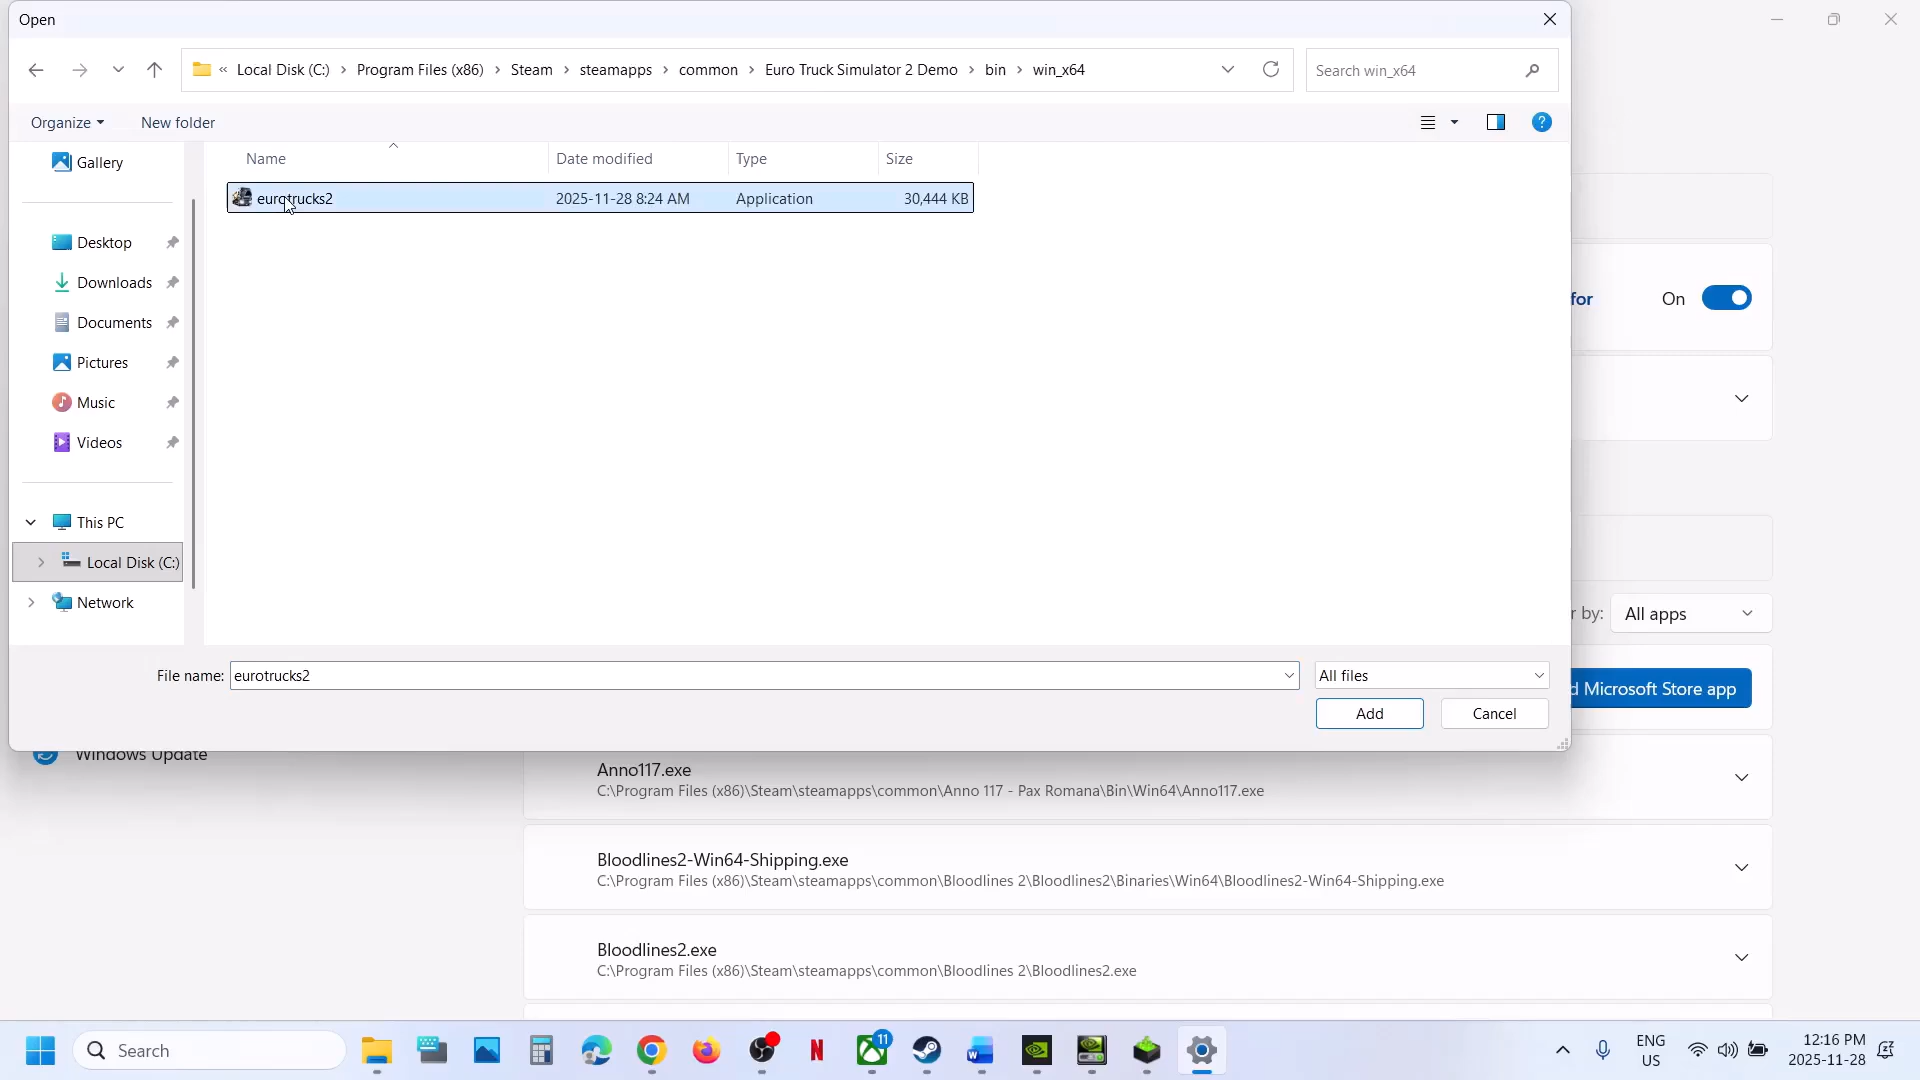 Open
« Local Disk (C:) › Program Files (x86) › Steam › steamapps › common › Euro Truck Simulator 2 Demo › bin › win_x64
Search win_x64
Organize
New folder
Gallery
Name
Date modified
Type
Size
eurotrucks2
2025-11-28 8:24 AM
Application
30,444 KB
Desktop
Downloads
Documents
Pictures
Music
Videos
This PC
Local Disk (C:)
Network
for
On
r by:
All apps
File name:
eurotrucks2
All files
Add
Cancel
d Microsoft Store app
Windows Update
Anno117.exe
C:\Program Files (x86)\Steam\steamapps\common\Anno 117 - Pax Romana\Bin\Win64\Anno117.exe
Bloodlines2-Win64-Shipping.exe
C:\Program Files (x86)\Steam\steamapps\common\Bloodlines 2\Bloodlines2\Binaries\Win64\Bloodlines2-Win64-Shipping.exe
Bloodlines2.exe
C:\Program Files (x86)\Steam\steamapps\common\Bloodlines 2\Bloodlines2.exe
Search
11
ENG
US
12:16 PM
2025-11-28